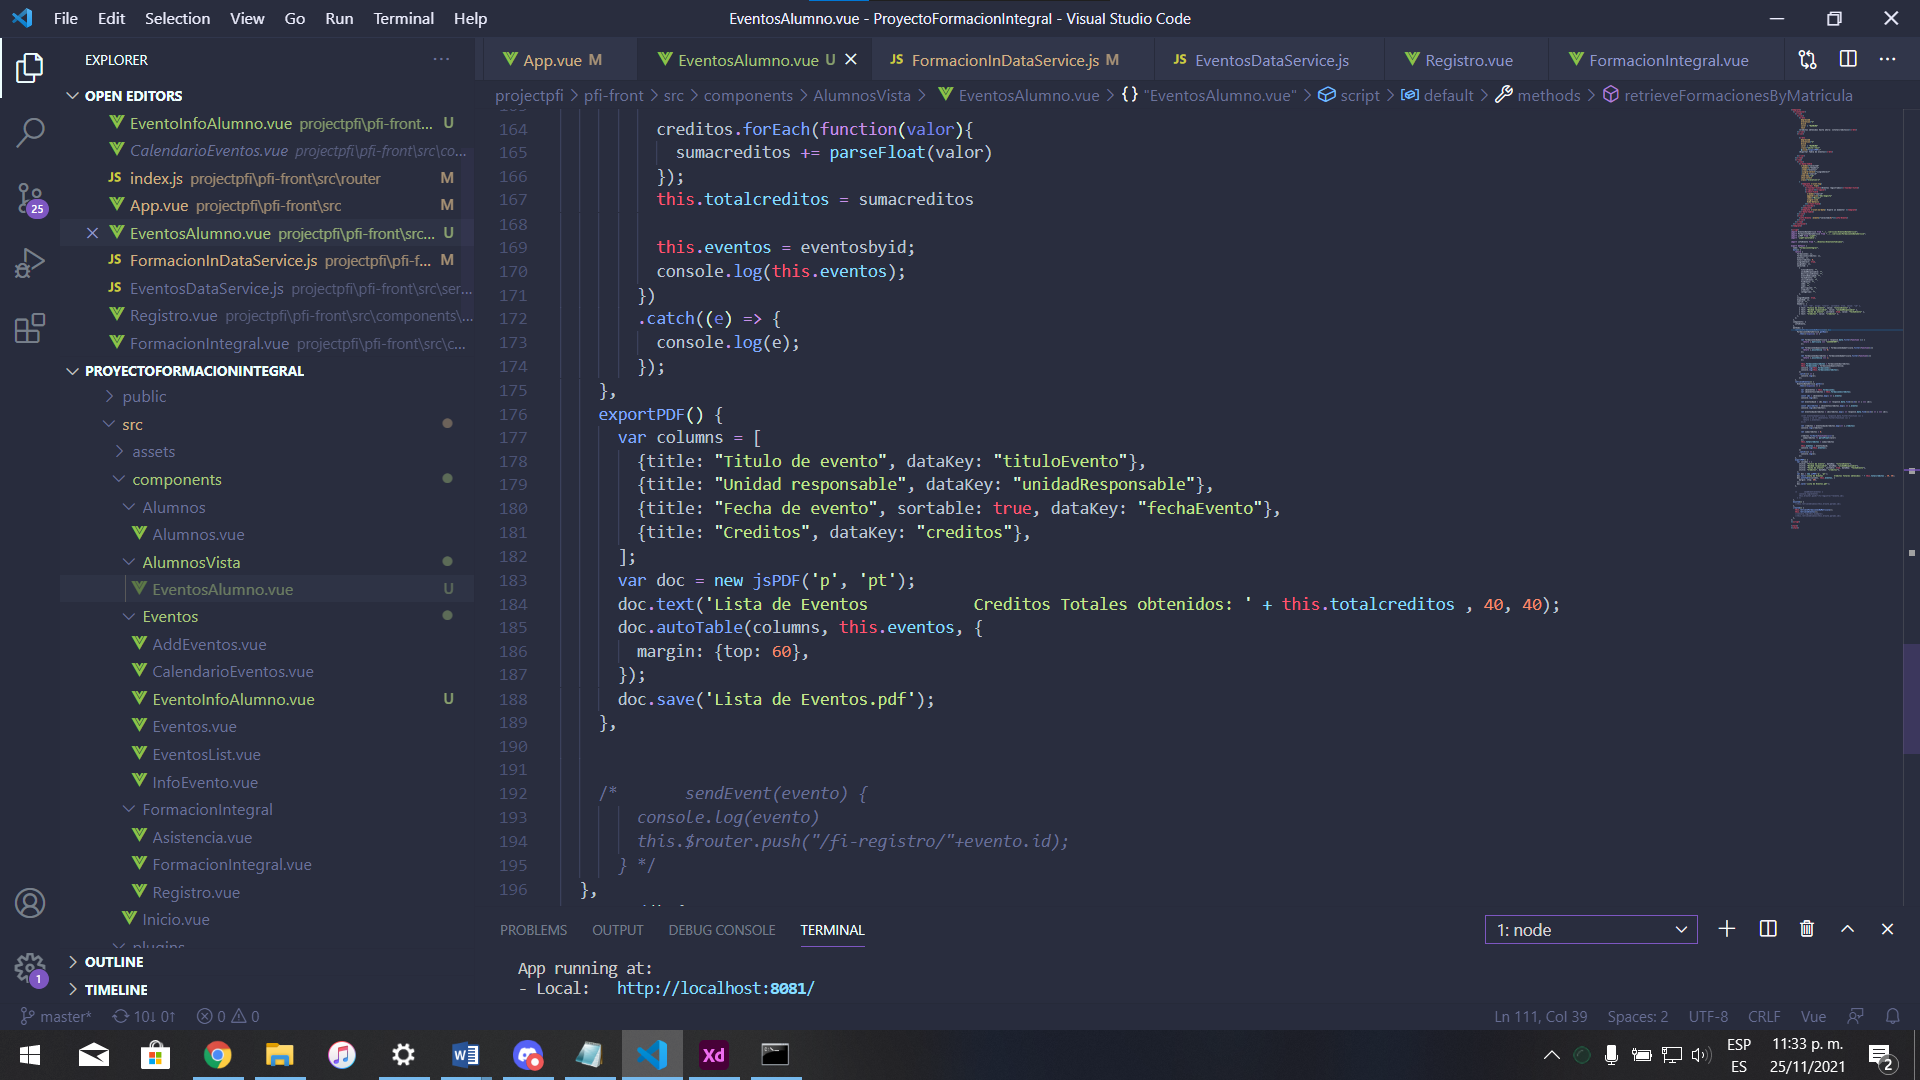 File Edit Selection View Go Run Terminal Help
EventosAlumno.vue - ProyectoFormacionIntegral - Visual Studio Code
EXPLORER
App.vue M
EventosAlumno.vue U
JS FormacionInDataService.js M
JS EventosDataService.js
Registro.vue
FormacionIntegral.vue
projectpfi > pfi-front > src > components > AlumnosVista > EventosAlumno.vue > {} "EventosAlumno.vue" > script > default > methods > retrieveFormacionesByMatricula
OPEN EDITORS
EventoInfoAlumno.vue projectpfi\pfi-front... U
CalendarioEventos.vue projectpfi\pfi-front\src\co...
JS index.js projectpfi\pfi-front\src\router M
App.vue projectpfi\pfi-front\src M
EventosAlumno.vue projectpfi\pfi-front\src... U
JS FormacionInDataService.js projectpfi\pfi-f... M
JS EventosDataService.js projectpfi\pfi-front\src\ser...
Registro.vue projectpfi\pfi-front\src\components\...
FormacionIntegral.vue projectpfi\pfi-front\src\c...
PROYECTOFORMACIONINTEGRAL
public
src
assets
components
Alumnos
Alumnos.vue
AlumnosVista
EventosAlumno.vue U
Eventos
AddEventos.vue
CalendarioEventos.vue
EventoInfoAlumno.vue U
Eventos.vue
EventosList.vue
InfoEvento.vue
FormacionIntegral
Asistencia.vue
FormacionIntegral.vue
Registro.vue
Inicio.vue
plugins
OUTLINE
TIMELINE
25
1
164 creditos.forEach(function(valor){
165 sumacreditos += parseFloat(valor)
166 });
167 this.totalcreditos = sumacreditos
168
169 this.eventos = eventosbyid;
170 console.log(this.eventos);
171 })
172 .catch((e) => {
173 console.log(e);
174 });
175 },
176 exportPDF() {
177 var columns = [
178 {title: "Titulo de evento", dataKey: "tituloEvento"},
179 {title: "Unidad responsable", dataKey: "unidadResponsable"},
180 {title: "Fecha de evento", sortable: true, dataKey: "fechaEvento"},
181 {title: "Creditos", dataKey: "creditos"},
182 ];
183 var doc = new jsPDF('p', 'pt');
184 doc.text('Lista de Eventos           Creditos Totales obtenidos: ' + this.totalcreditos , 40, 40);
185 doc.autoTable(columns, this.eventos, {
186 margin: {top: 60},
187 });
188 doc.save('Lista de Eventos.pdf');
189 },
190
191
192 /*       sendEvent(evento) {
193 console.log(evento)
194 this.$router.push("/fi-registro/"+evento.id);
195 } */
196 },
PROBLEMS OUTPUT DEBUG CONSOLE TERMINAL
1: node
App running at:
- Local:   http://localhost:8081/
master* 10↓ 0↑ 0 0
Ln 111, Col 39 Spaces: 2 UTF-8 CRLF Vue
Xd
ESP
ES
11:33 p. m.
25/11/2021
2